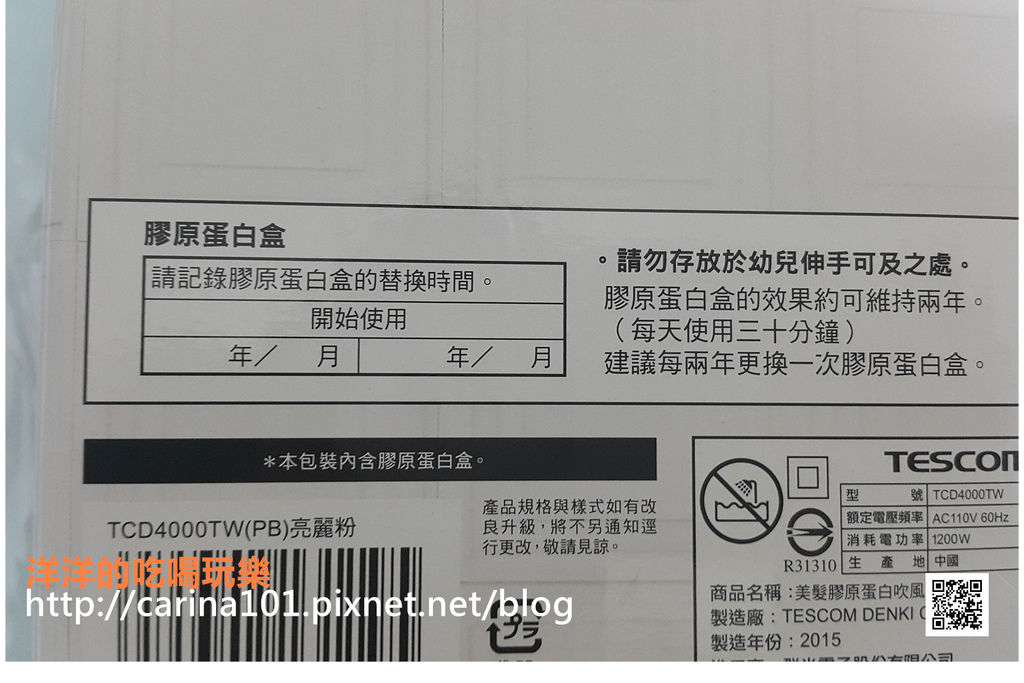 膠原蛋白盒
請記錄膠原蛋白盒的替換時間。
開始使用
年／ 月 年／ 月
。請勿存放於幼兒伸手可及之處。
膠原蛋白盒的效果約可維持兩年。
（每天使用三十分鐘）
建議每兩年更換一次膠原蛋白盒。
＊本包裝內含膠原蛋白盒。
TCD4000TW(PB)亮麗粉
產品規格與樣式如有改
良升級，將不另通知逕
行更改，敬請見諒。
プラ
TESCOM
型 號 TCD4000TW
額定電壓頻率 AC110V 60Hz
消耗電功率 1200W
生 產 地 中國
R31310
商品名稱：美髮膠原蛋白吹風
製造廠：TESCOM DENKI
製造年份：2015
洋洋的吃喝玩樂
http://carina101.pixnet.net/blog